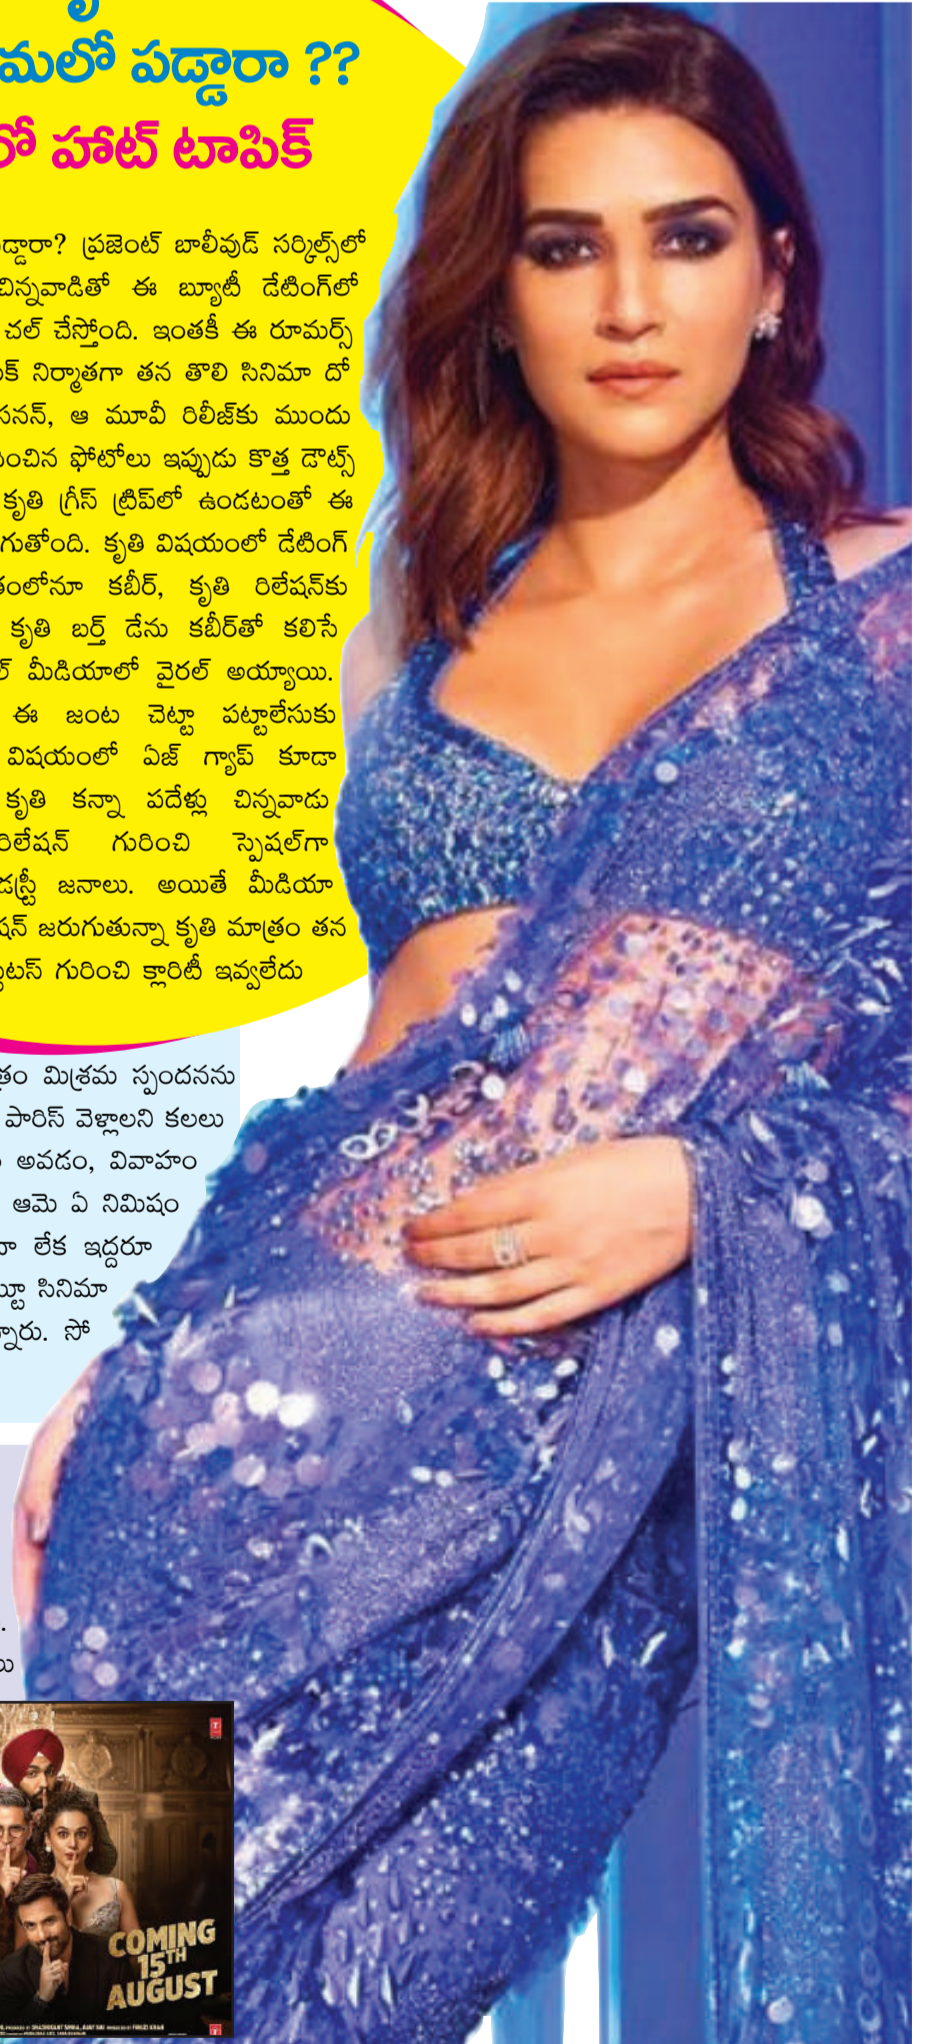 మలో పడ్డారా ??
రో హాట్ టాపిక్
డ్డారా? ప్రజెంట్ బాలీవుడ్ సర్కిల్స్‌లో
చిన్నవాడితో ఈ బ్యూటీ డేటింగ్‌లో
చల్ చేస్తోంది. ఇంతకీ ఈ రూమర్స్
క్ నిర్మాతగా తన తొలి సినిమా దో
సనన్, ఆ మూవీ రిలీజ్‌కు ముందు
ించిన ఫోటోలు ఇప్పుడు కొత్త డౌట్స్
కృతి గ్రీస్ ట్రిప్‌లో ఉండటంతో ఈ
గుతోంది. కృతి విషయంలో డేటింగ్
తంలోనూ కబీర్, కృతి రిలేషన్‌కు
కృతి బర్త్ డేను కబీర్‌తో కలిసే
ల్ మీడియాలో వైరల్ అయ్యాయి.
ఈ జంట చెట్టా పట్టాలేసుకు
విషయంలో ఏజ్ గ్యాప్ కూడా
కృతి కన్నా పదేళ్లు చిన్నవాడు
రిలేషన్ గురించి స్పెషల్‌గా
డస్ట్రీ జనాలు. అయితే మీడియా
షన్ జరుగుతున్నా కృతి మాత్రం తన
్టేటస్ గురించి క్లారిటీ ఇవ్వలేదు
త్రం మిశ్రమ స్పందనను
పారిస్ వెళ్లాలని కలలు
అవడం, వివాహం
ఆమె ఏ నిమిషం
ా లేక ఇద్దరూ
్టూ సినిమా
్నారు. సో
.
లు
COMING
15TH
AUGUST